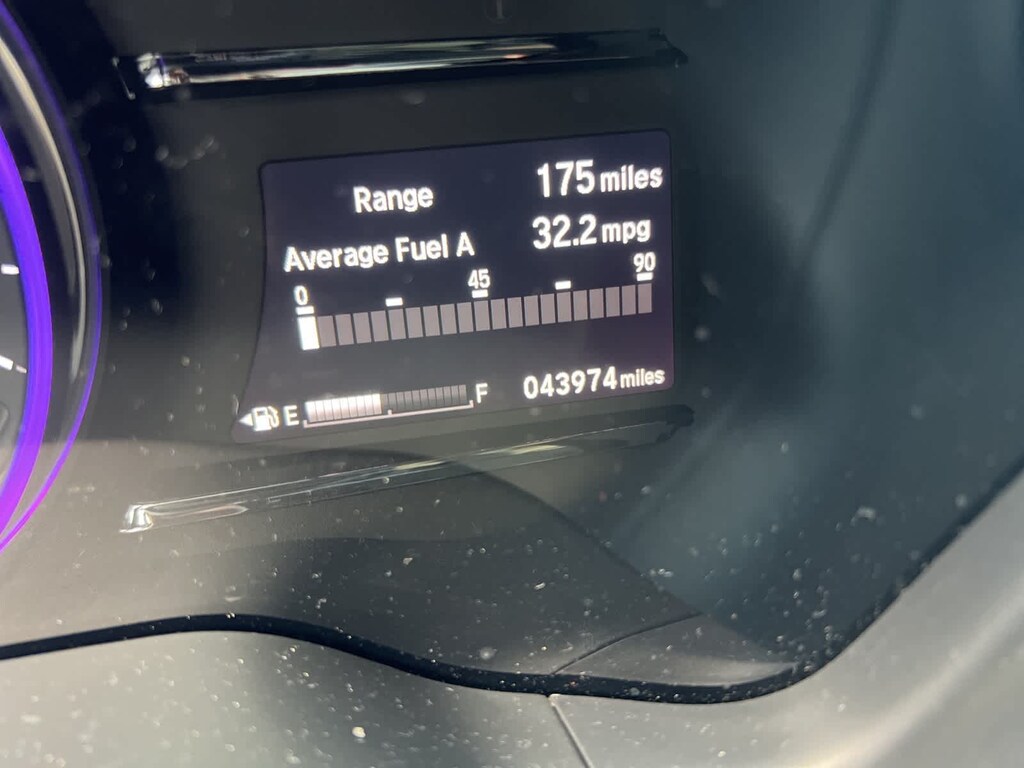 Range 175 miles
Average Fuel A 32.2 mpg
0 45 90
E F 043974 miles